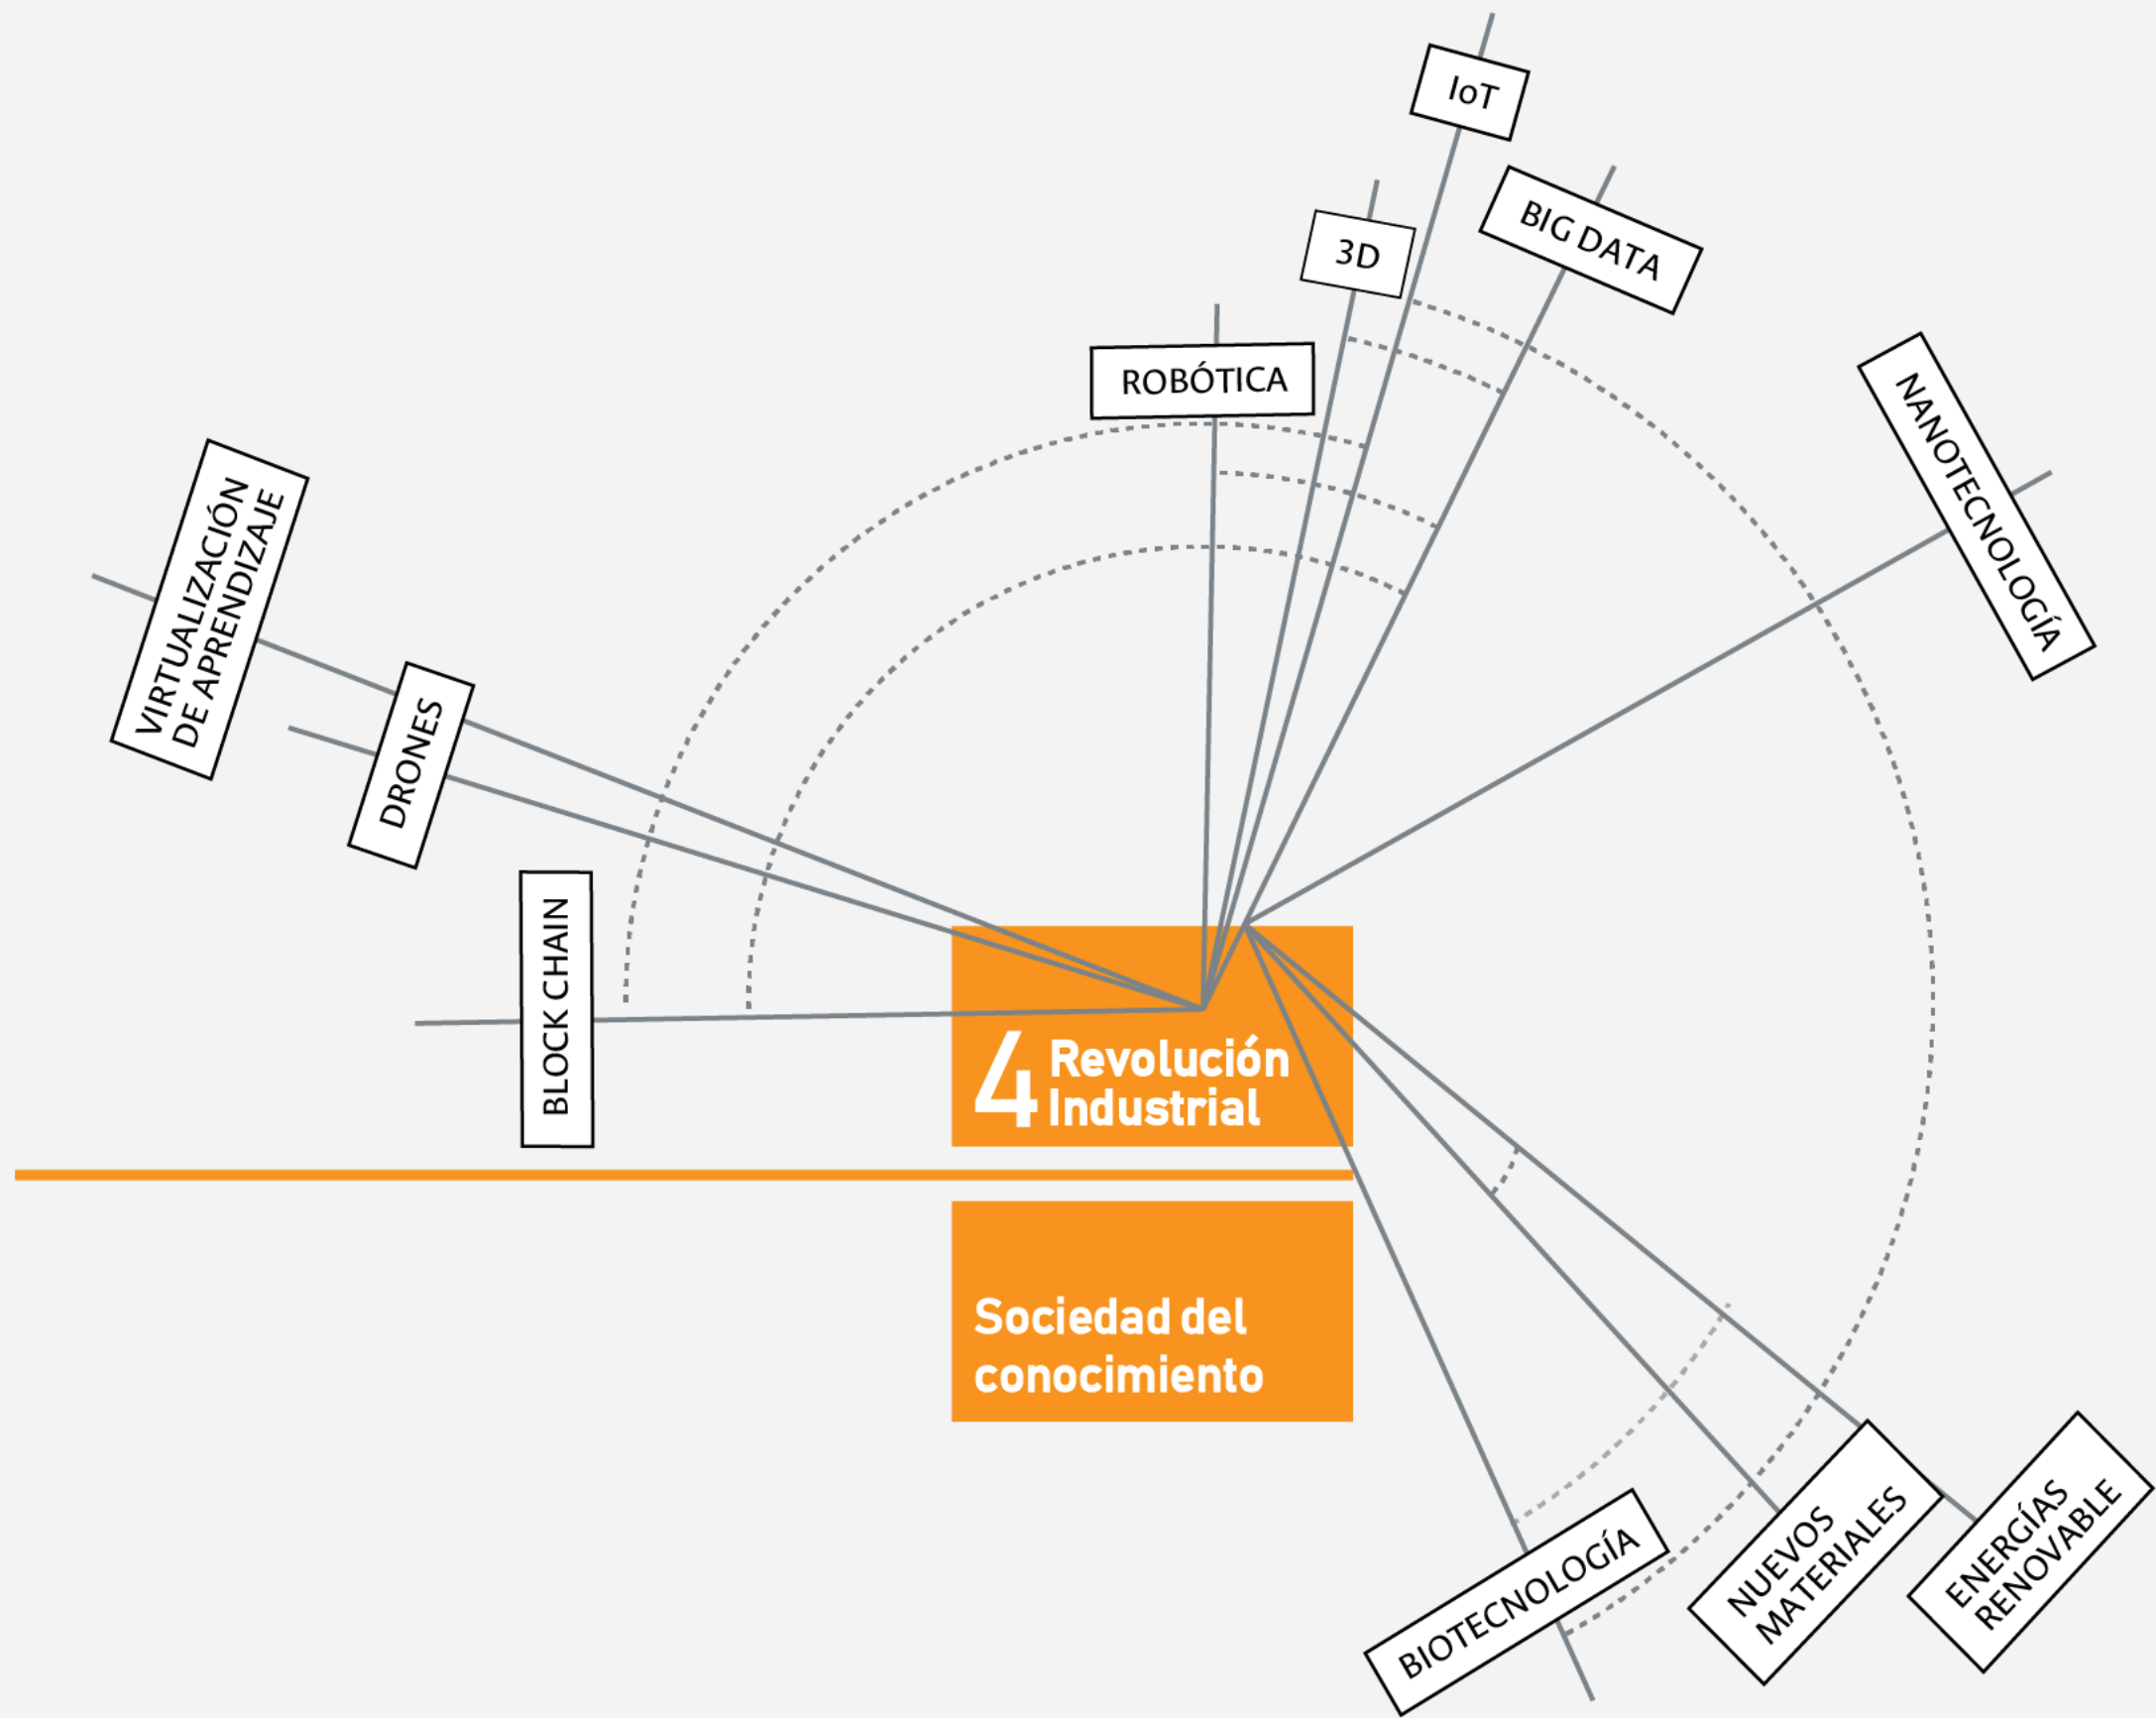 IoT
BIG DATA
3D
ROBÓTICA
NANOTECNOLOGÍA
VIRTUALIZACIÓN
DE APRENDIZAJE
DRONES
BLOCK CHAIN
4 Revolución
Industrial
Sociedad del
conocimiento
BIOTECNOLOGÍA
NUEVOS
MATERIALES
ENERGÍAS
RENOVABLE